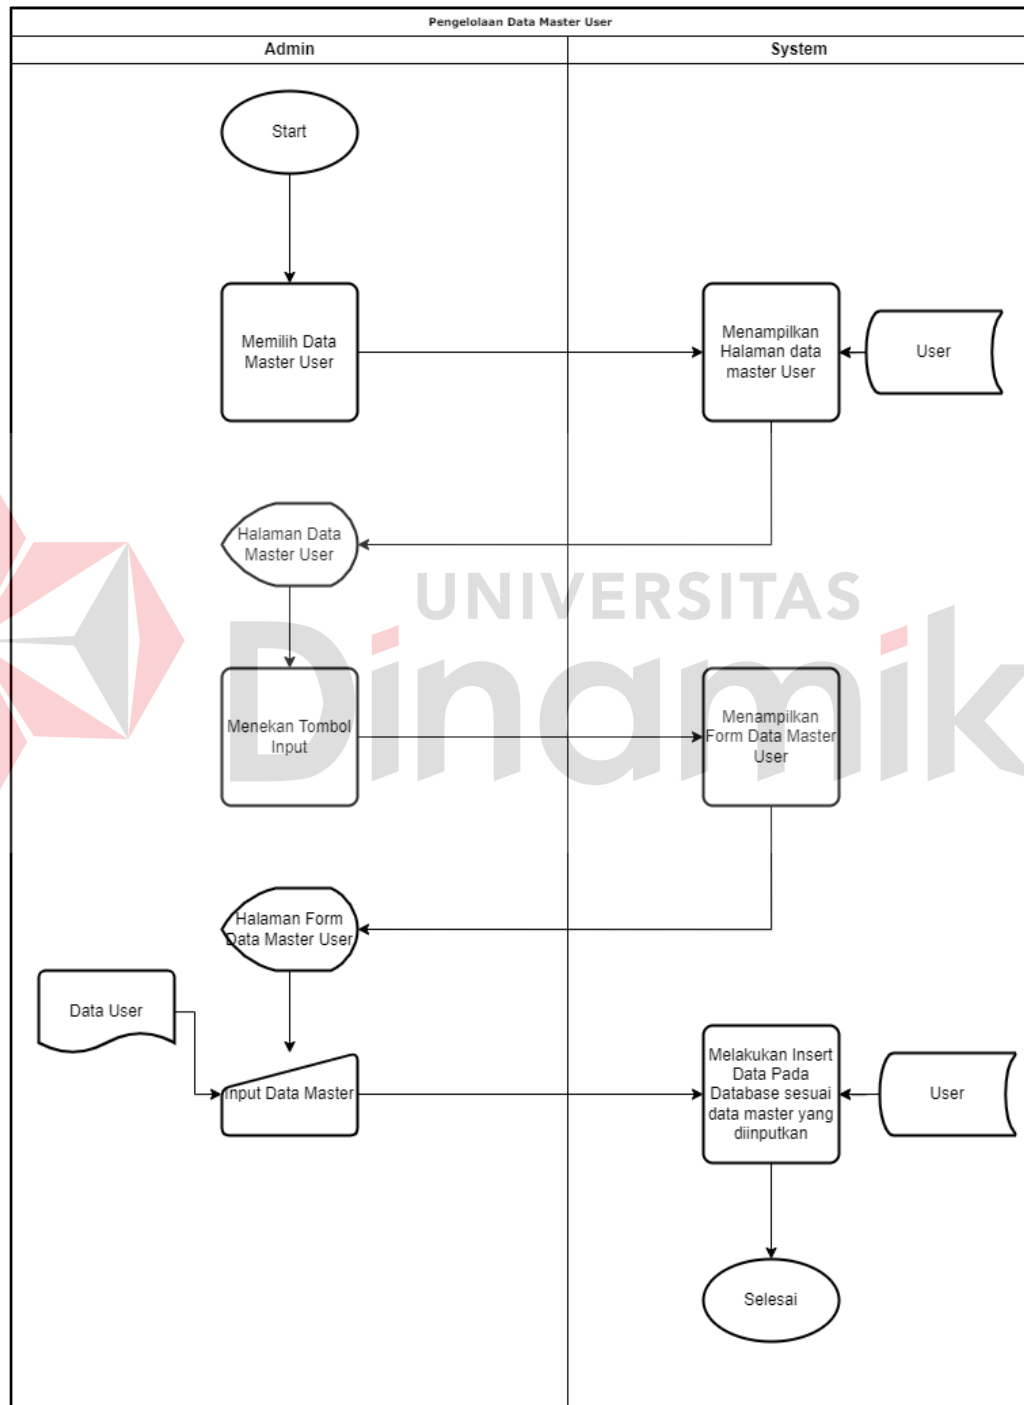 Pengelolaan Data Master User
Admin
System
Start
Memilih Data
Master User
Menampilkan
Halaman data
master User
User
Halaman Data
Master User
UNIVERSITAS
Dinamik
Menekan Tombol
Input
Menampilkan
Form Data Master
User
Halaman Form
Data Master User
Data User
Input Data Master
Melakukan Insert
Data Pada
Database sesuai
data master yang
diinputkan
User
Selesai